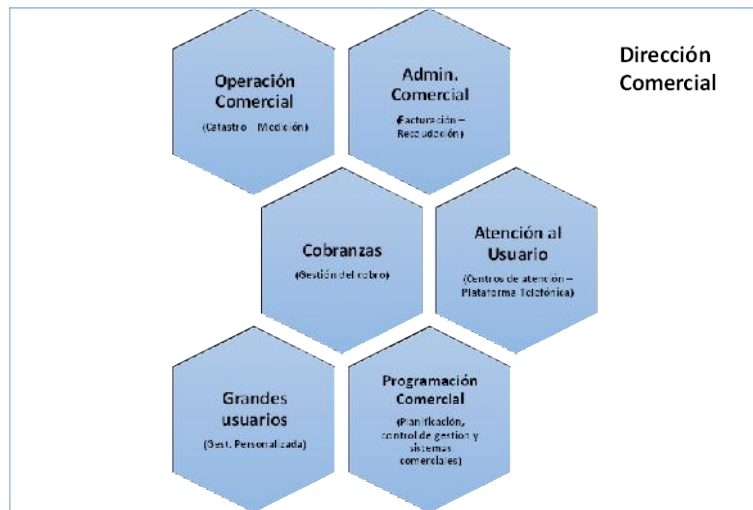 Dirección
Comercial
Operación
Comercial
(Catastro – Medición)
Admin.
Comercial
(Facturación –
Recaudación)
Cobranzas
(Gestión del cobro)
Atención al
Usuario
(Centros de atención –
Plataforma Telefónica)
Grandes
usuarios
(Gest. Personalizada)
Programación
Comercial
(Planificación,
control de gestion y
sistemas
comerciales)